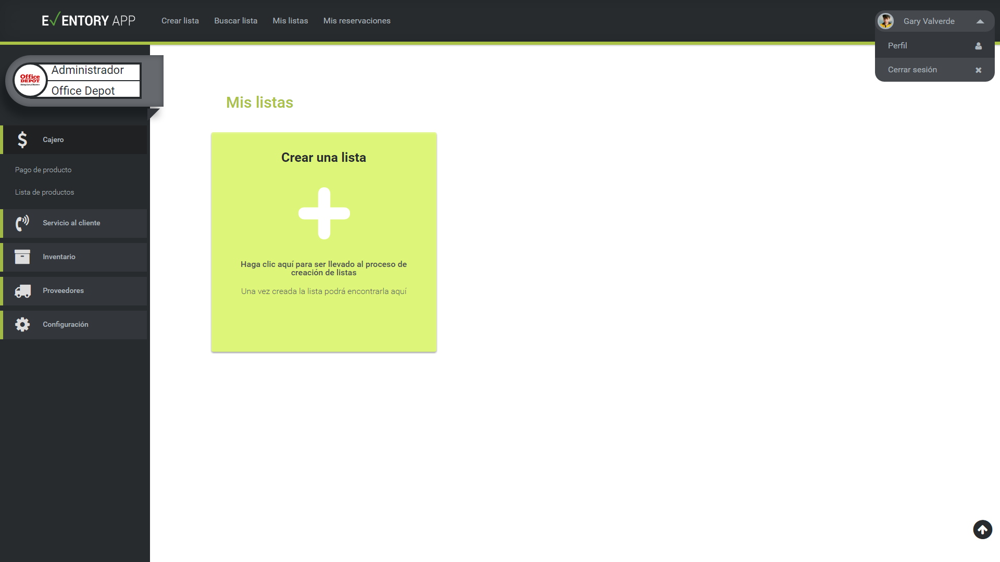 EVENTORY APP
Crear lista
Buscar lista
Mis listas
Mis reservaciones
Gary Valverde
Perfil
Cerrar sesión
Administrador
Office DEPOT
Office Depot
Mis listas
Cajero
Pago de producto
Lista de productos
Servicio al cliente
Inventario
Proveedores
Configuración
Crear una lista
Haga clic aquí para ser llevado al proceso de
creación de listas
Una vez creada la lista podrá encontrarla aquí